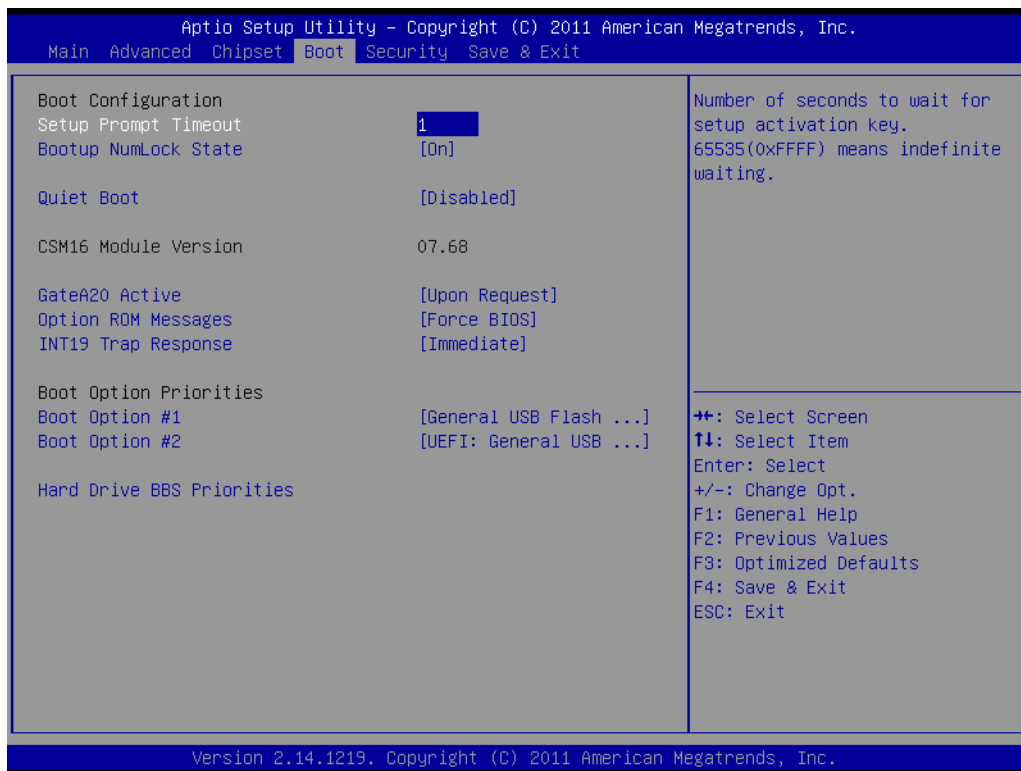 Aptio Setup Utility – Copyright (C) 2011 American Megatrends, Inc.
Main Advanced Chipset Boot Security Save & Exit
Boot Configuration
Setup Prompt Timeout 1
Bootup NumLock State [On]
Quiet Boot [Disabled]
CSM16 Module Version 07.68
GateA20 Active [Upon Request]
Option ROM Messages [Force BIOS]
INT19 Trap Response [Immediate]
Boot Option Priorities
Boot Option #1 [General USB Flash ...]
Boot Option #2 [UEFI: General USB ...]
Hard Drive BBS Priorities
Number of seconds to wait for
setup activation key.
65535(0xFFFF) means indefinite
waiting.
→←: Select Screen
↑↓: Select Item
Enter: Select
+/-: Change Opt.
F1: General Help
F2: Previous Values
F3: Optimized Defaults
F4: Save & Exit
ESC: Exit
Version 2.14.1219. Copyright (C) 2011 American Megatrends, Inc.